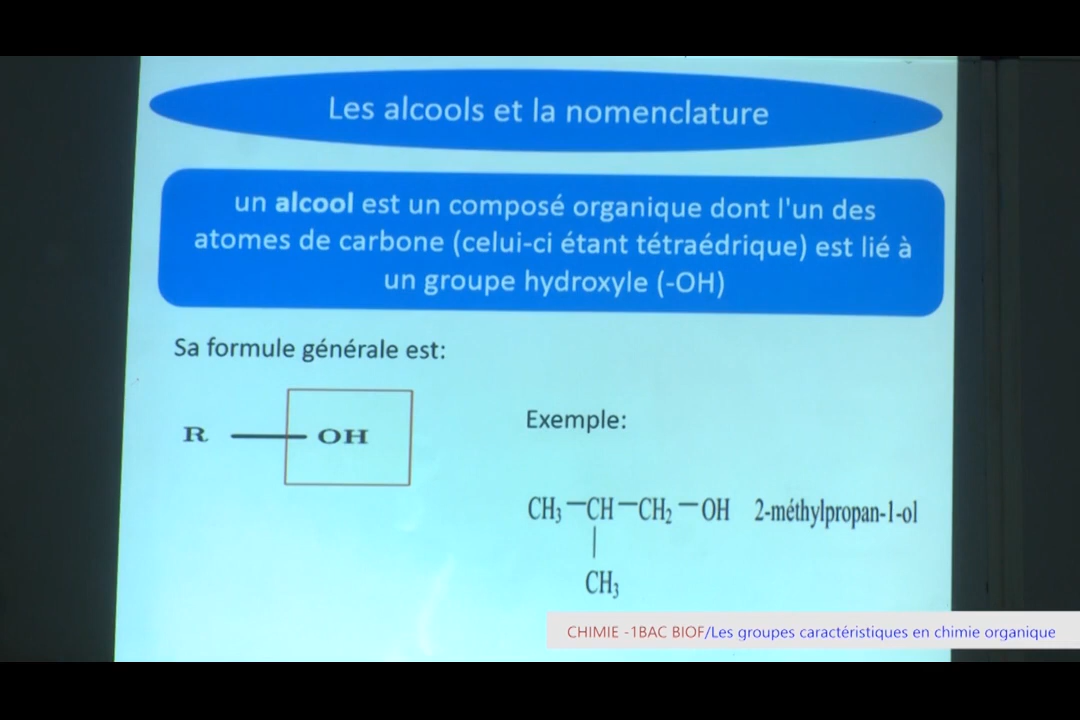 Les alcools et la nomenclature
un alcool est un composé organique dont l'un des
atomes de carbone (celui-ci étant tétraédrique) est lié à
un groupe hydroxyle (-OH)
Sa formule générale est:
R — OH
Exemple:
CH₃ — CH — CH₂ — OH 2-méthylpropan-1-ol
|
CH₃
CHIMIE -1BAC BIOF/Les groupes caractéristiques en chimie organique